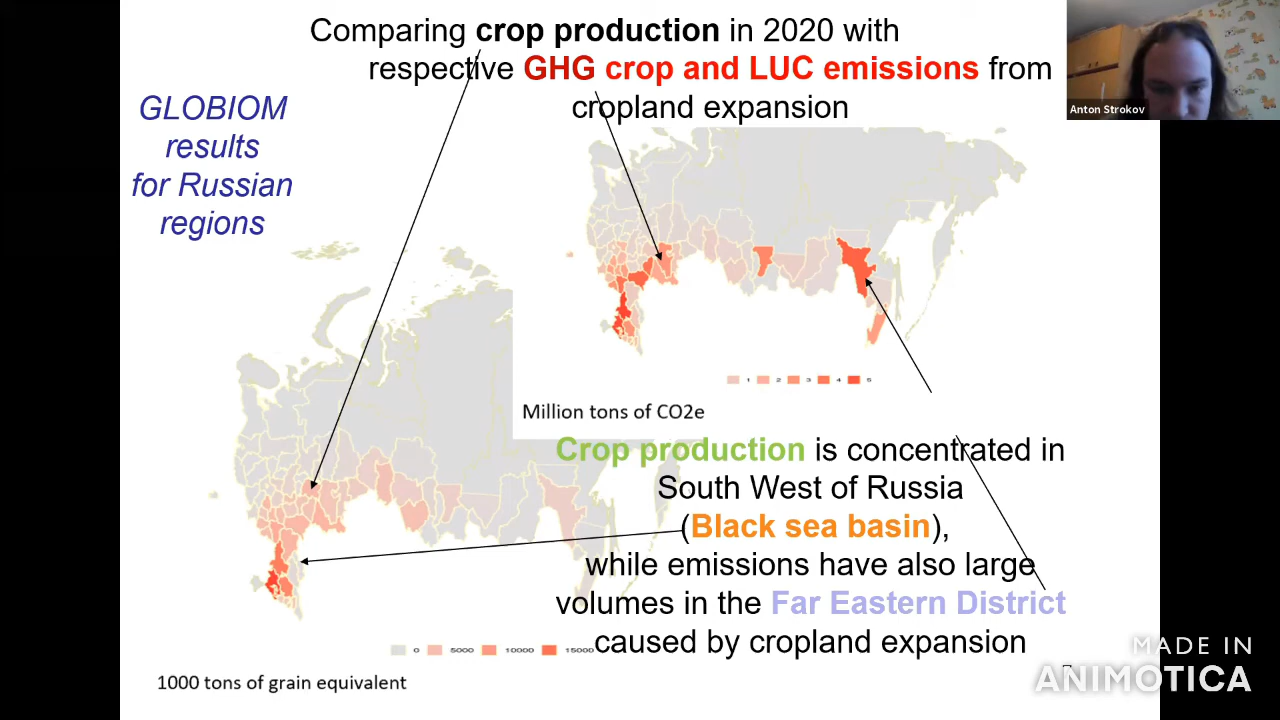 Comparing crop production in 2020 with
respective GHG crop and LUC emissions from
cropland expansion
Anton Strokov
GLOBIOM
results
for Russian
regions
1 2 3 4 5
Million tons of CO2e
Crop production is concentrated in
South West of Russia
(Black sea basin),
while emissions have also large
volumes in the Far Eastern District
caused by cropland expansion
0 5000 10000 15000
1000 tons of grain equivalent
MADE IN
ANIMOTICA